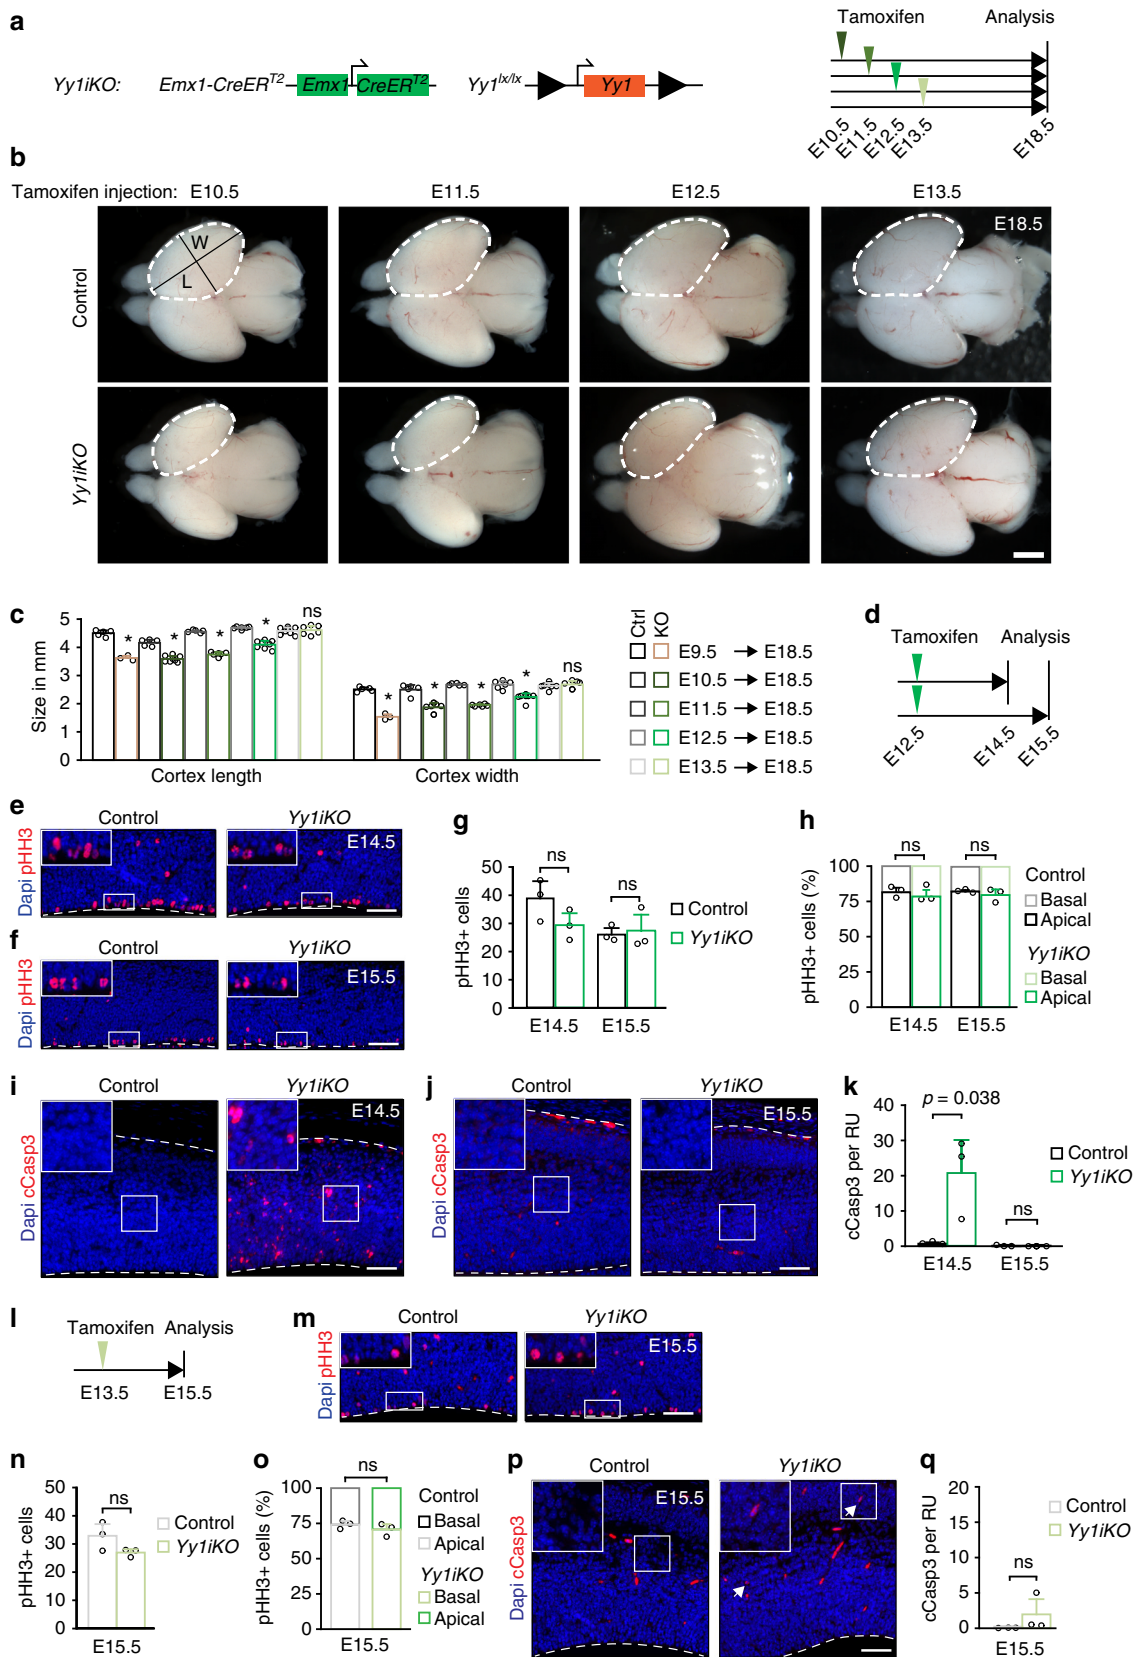 a
Yy1iKO: Emx1-CreER^T2 Emx1 CreER^T2 Yy1^lx/lx Yy1
Tamoxifen Analysis
E10.5 E11.5 E12.5 E13.5 E18.5
b
Tamoxifen injection: E10.5 E11.5 E12.5 E13.5
Control
W
L
E18.5
Yy1iKO
c
Size in mm
5
4
3
2
1
0
* * * * ns
* * * * ns
Cortex length Cortex width
Ctrl KO
E9.5 → E18.5
E10.5 → E18.5
E11.5 → E18.5
E12.5 → E18.5
E13.5 → E18.5
d
Tamoxifen Analysis
E12.5 E14.5 E15.5
e
Control Yy1iKO
Dapi pHH3
E14.5
f
Control Yy1iKO
Dapi pHH3
E15.5
g
pHH3+ cells
50
40
30
20
10
0
ns ns
E14.5 E15.5
Control
Yy1iKO
h
pHH3+ cells (%)
100
75
50
25
0
ns ns
E14.5 E15.5
Control
Basal
Apical
Yy1iKO
Basal
Apical
i
Control Yy1iKO
Dapi cCasp3
E14.5
j
Control Yy1iKO
Dapi cCasp3
E15.5
k
p = 0.038
cCasp3 per RU
40
30
20
10
0
ns
E14.5 E15.5
Control
Yy1iKO
l
Tamoxifen Analysis
E13.5 E15.5
m
Control Yy1iKO
Dapi pHH3
E15.5
n
pHH3+ cells
50
40
30
20
10
0
ns
E15.5
Control
Yy1iKO
o
pHH3+ cells (%)
100
75
50
25
0
ns
E15.5
Control
Basal
Apical
Yy1iKO
Basal
Apical
p
Control Yy1iKO
Dapi cCasp3
E15.5
q
cCasp3 per RU
20
15
10
5
0
ns
E15.5
Control
Yy1iKO